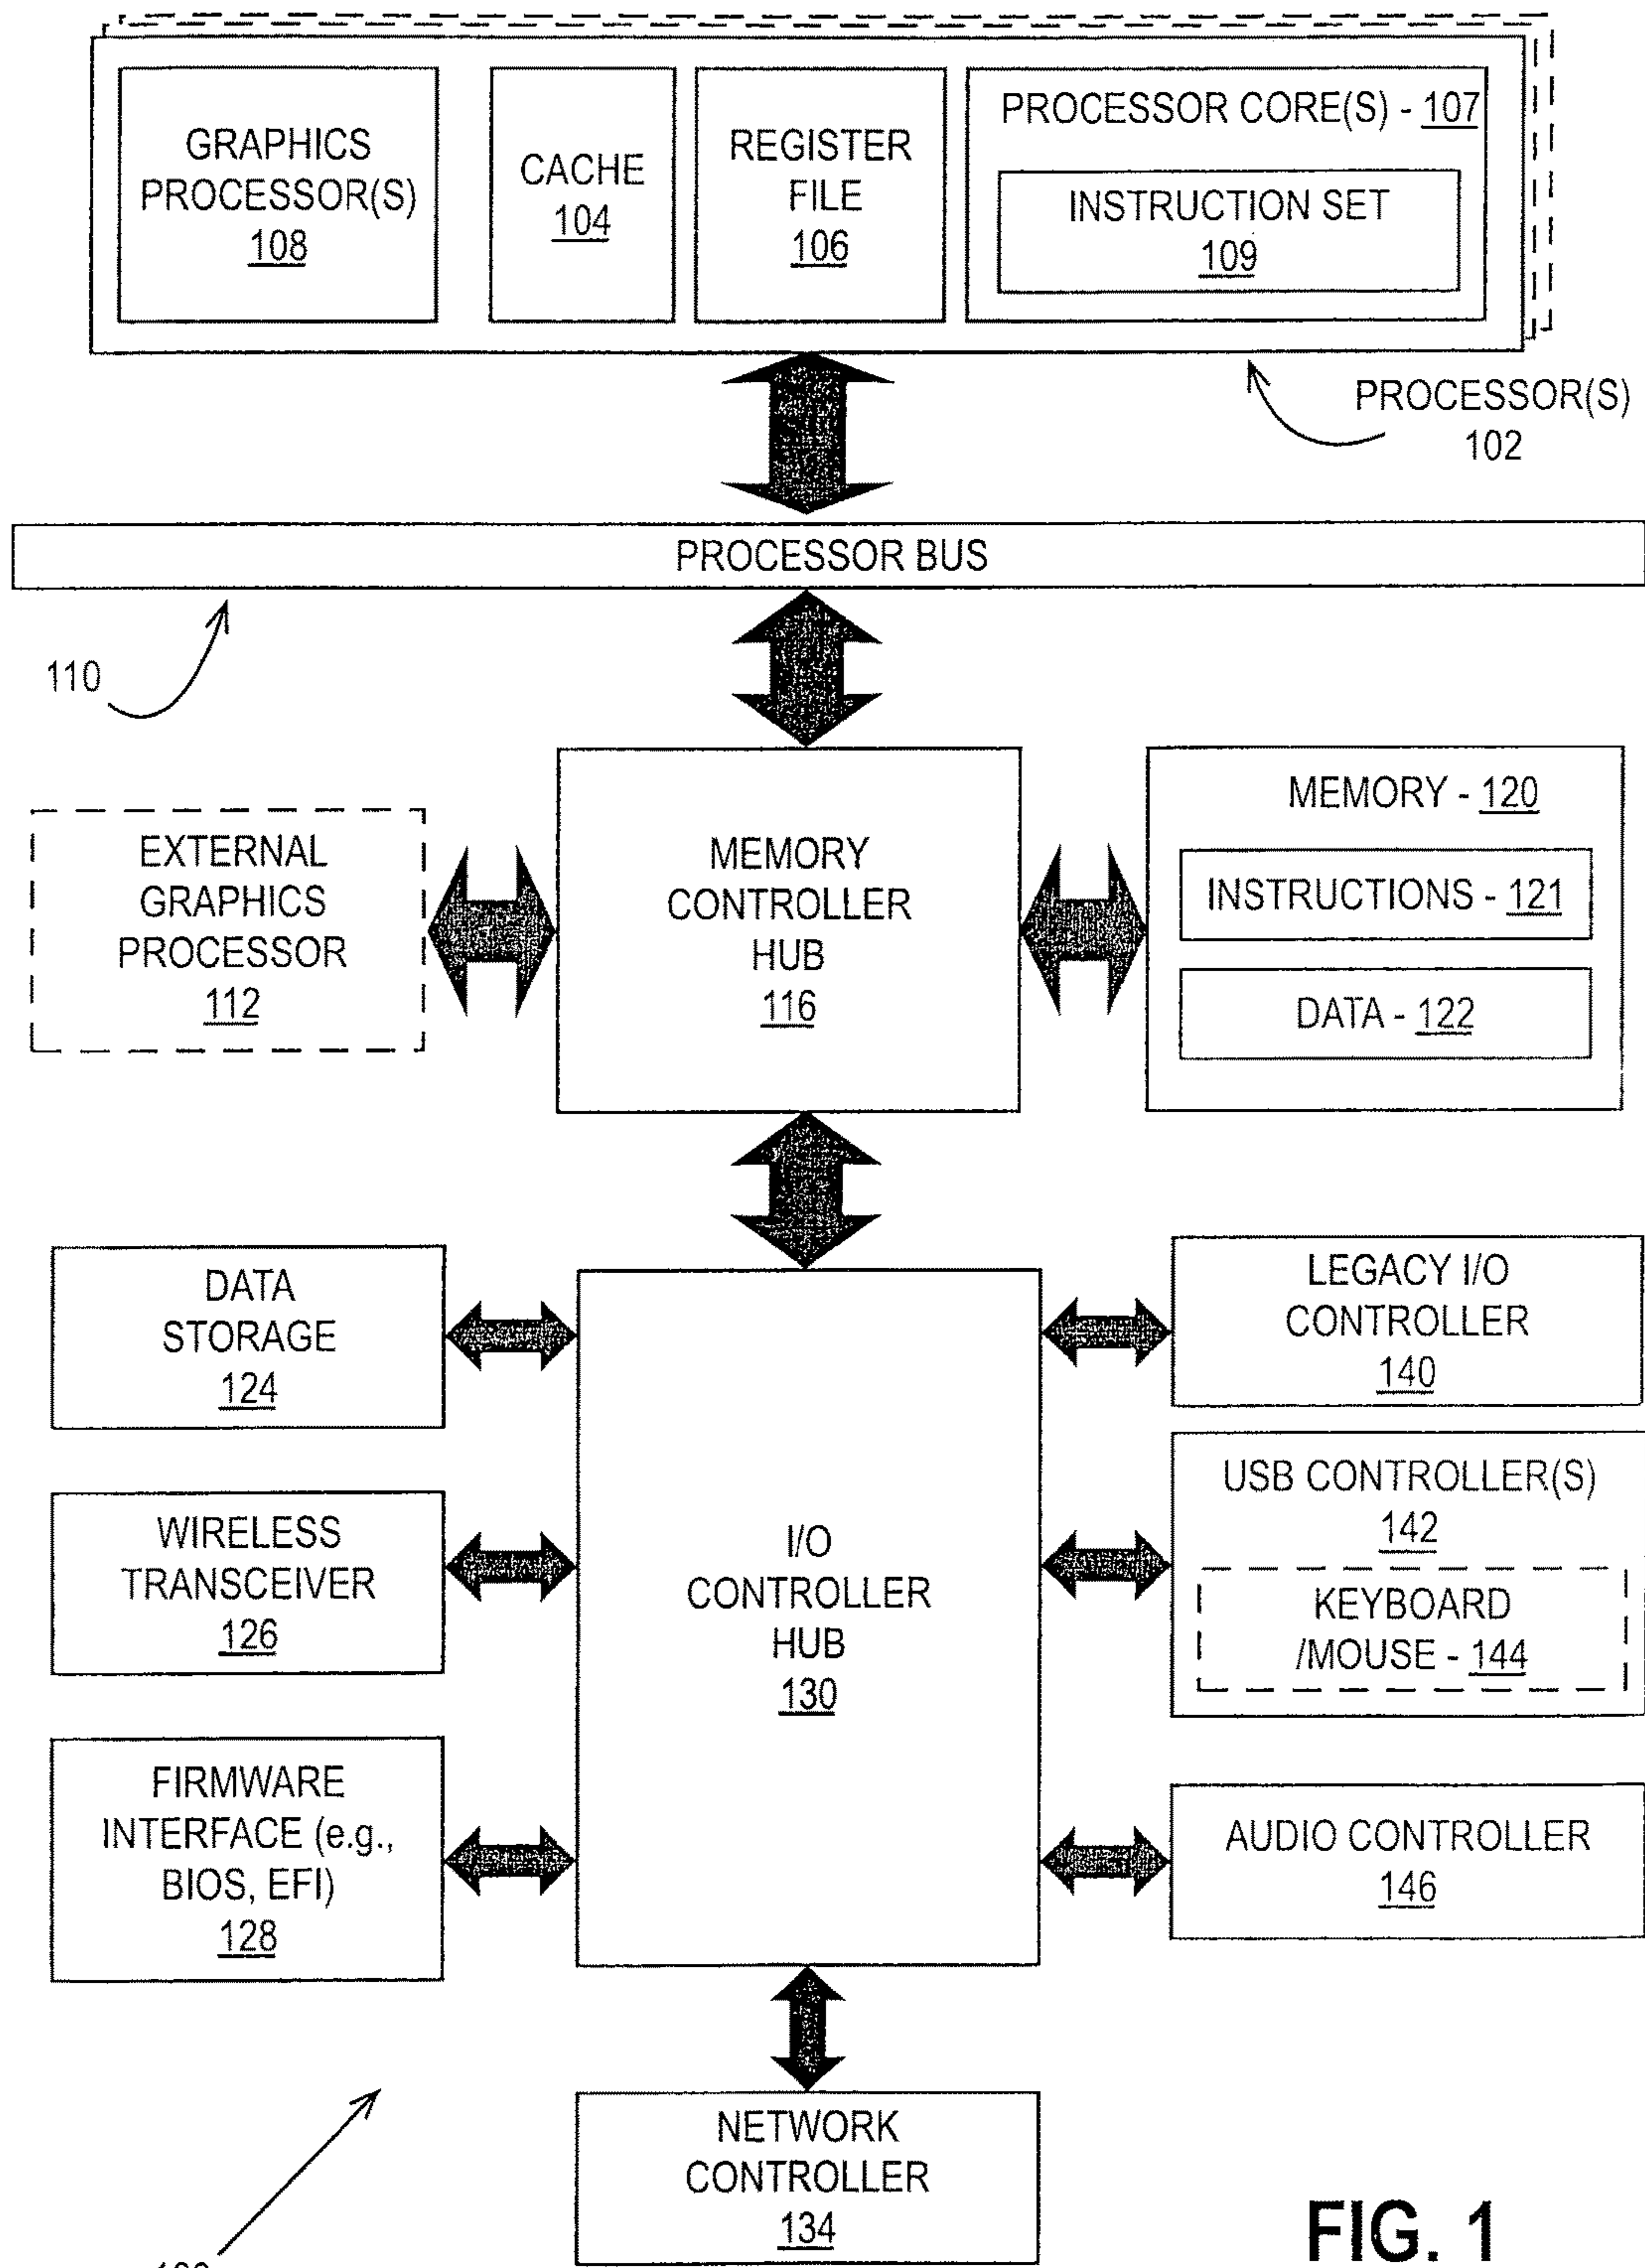 GRAPHICS
PROCESSOR(S)
108
CACHE
104
REGISTER
FILE
106
PROCESSOR CORE(S) - 107
INSTRUCTION SET
109
PROCESSOR(S)
102
PROCESSOR BUS
110
EXTERNAL
GRAPHICS
PROCESSOR
112
MEMORY
CONTROLLER
HUB
116
MEMORY - 120
INSTRUCTIONS - 121
DATA - 122
DATA
STORAGE
124
WIRELESS
TRANSCEIVER
126
FIRMWARE
INTERFACE (e.g.,
BIOS, EFI)
128
I/O
CONTROLLER
HUB
130
LEGACY I/O
CONTROLLER
140
USB CONTROLLER(S)
142
KEYBOARD
/MOUSE - 144
AUDIO CONTROLLER
146
NETWORK
CONTROLLER
134
FIG. 1